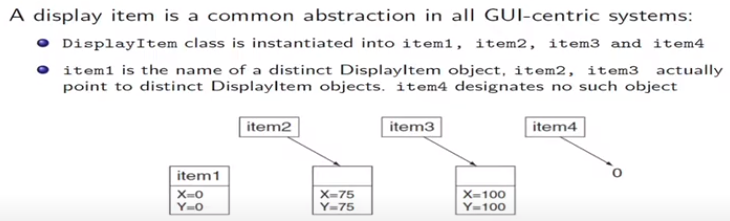 A display item is a common abstraction in all GUI-centric systems:
DisplayItem class is instantiated into item1, item2, item3 and item4
item1 is the name of a distinct DisplayItem object, item2, item3 actually
point to distinct DisplayItem objects. item4 designates no such object
item2 item3 item4
item1 0
X=0 X=75 X=100
Y=0 Y=75 Y=100